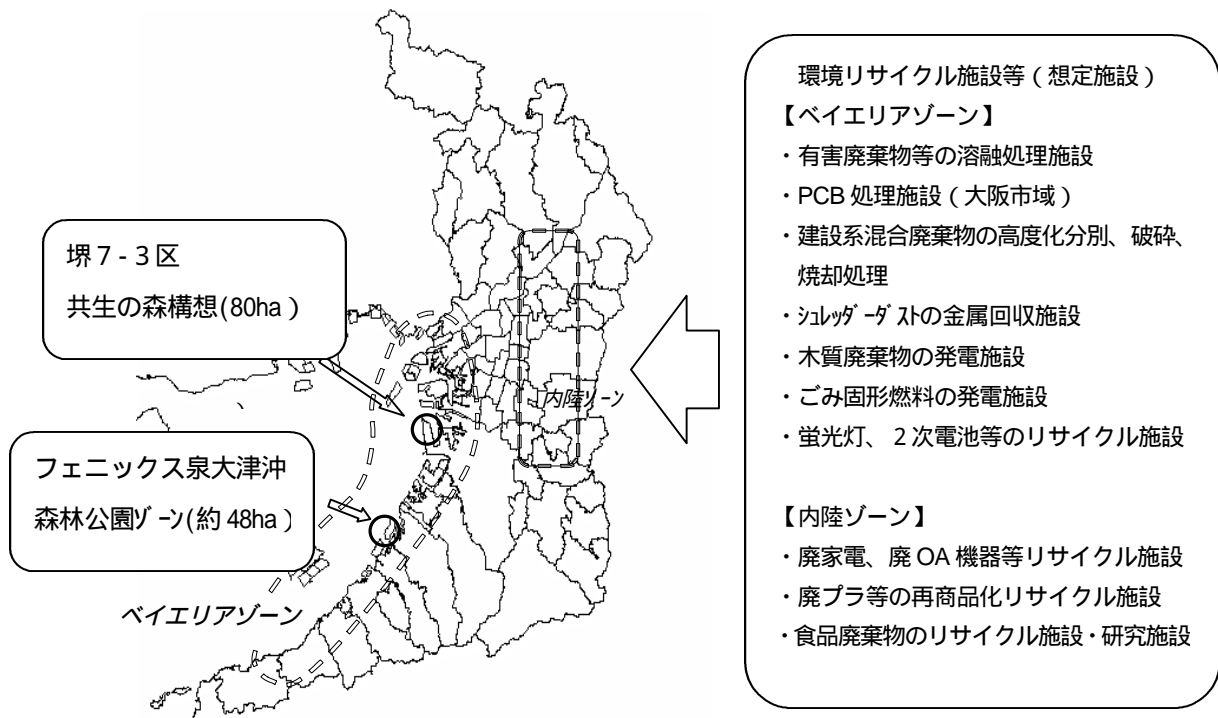 堺７-３区
共生の森構想(80ha)
フェニックス泉大津沖
森林公園ｿﾞｰﾝ(約48ha)
ベイエリアゾーン
内陸ｿﾞｰﾝ
環境リサイクル施設等（想定施設）
【ベイエリアゾーン】
・有害廃棄物等の溶融処理施設
・PCB処理施設（大阪市域）
・建設系混合廃棄物の高度化分別、破砕、
焼却処理
・ｼｭﾚｯﾀﾞｰﾀﾞｽﾄの金属回収施設
・木質廃棄物の発電施設
・ごみ固形燃料の発電施設
・蛍光灯、２次電池等のリサイクル施設
【内陸ゾーン】
・廃家電、廃OA機器等リサイクル施設
・廃プラ等の再商品化リサイクル施設
・食品廃棄物のリサイクル施設・研究施設